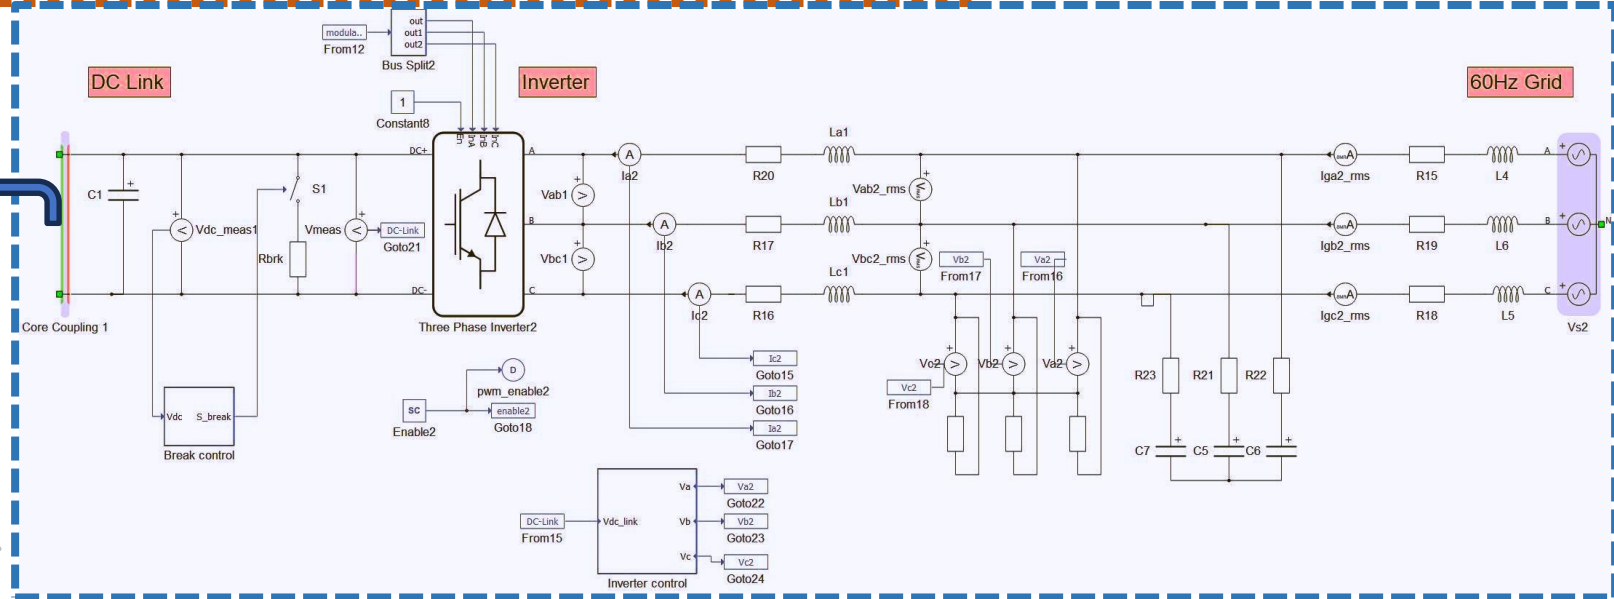 modula..
From12
out
out1
out2
Bus Split2
DC Link
Inverter
60Hz Grid
1
Constant8
En
InA
InB
InC
DC+
DC-
A
B
C
Three Phase Inverter2
C1
+
Vdc_meas1
+
S1
Rbrk
Vmeas
+
DC-Link
Goto21
Core Coupling 1
Vdc
S_break
Break control
Vab1
+
Vbc1
+
A
Ia2
A
Ib2
A
Ic2
R20
R17
R16
La1
Lb1
Lc1
Vab2_rms
+
Vbc2_rms
+
Vb2
From17
Va2
From16
Vc2
+
Vb2
+
Va2
+
Vc2
From18
A
Iga2_rms
A
Igb2_rms
A
Igc2_rms
R15
R19
R18
L4
L6
L5
A
B
C
+
+
+
N
Vs2
R23
R21
R22
C7
+
C5
+
C6
+
Ic2
Goto15
Ib2
Goto16
Ia2
Goto17
D
pwm_enable2
SC
Enable2
enable2
Goto18
DC-Link
From15
Vdc_link
Va
Vb
Vc
Inverter control
Va2
Goto22
Vb2
Goto23
Vc2
Goto24